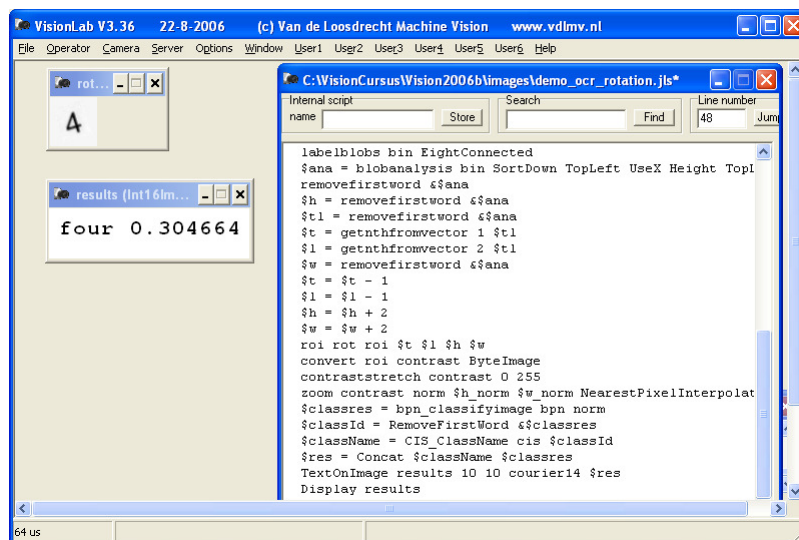 VisionLab V3.36 22-8-2006 (c) Van de Loosdrecht Machine Vision www.vdlmv.nl
File Operator Camera Server Options Window User1 User2 User3 User4 User5 User6 Help
rot...
4
results (Int16Im...
four 0.304664
C:\VisionCursus\Vision2006b\images\demo_ocr_rotation.jls*
Internal script Search Line number
name Store Find 48 Jump
labelblobs bin EightConnected
$ana = blobanalysis bin SortDown TopLeft UseX Height TopL
removefirstword &$ana
$h = removefirstword &$ana
$tl = removefirstword &$ana
$t = getnthfromvector 1 $tl
$l = getnthfromvector 2 $tl
$w = removefirstword &$ana
$t = $t - 1
$l = $l - 1
$h = $h + 2
$w = $w + 2
roi rot roi $t $l $h $w
convert roi contrast ByteImage
contraststretch contrast 0 255
zoom contrast norm $h_norm $w_norm NearestPixelInterpolat
$classres = bpn_classifyimage bpn norm
$classId = RemoveFirstWord &$classres
$className = CIS_ClassName cis $classId
$res = Concat $className $classres
TextOnImage results 10 10 courier14 $res
Display results
64 us